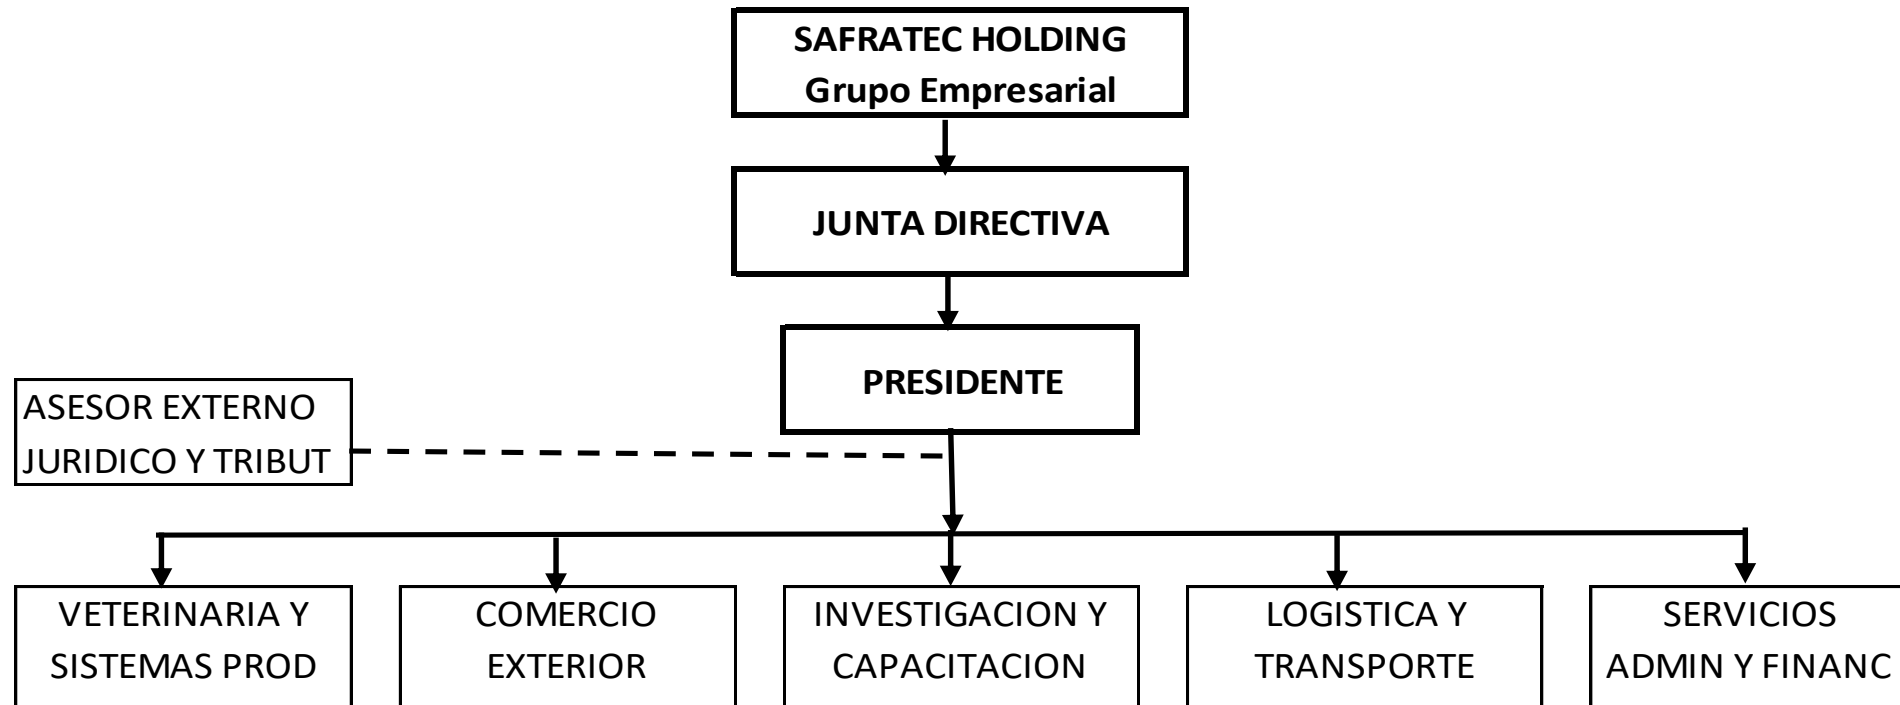 SAFRATEC HOLDING
Grupo Empresarial
JUNTA DIRECTIVA
PRESIDENTE
ASESOR EXTERNO
JURIDICO Y TRIBUT
VETERINARIA Y
SISTEMAS PROD
COMERCIO
EXTERIOR
INVESTIGACION Y
CAPACITACION
LOGISTICA Y
TRANSPORTE
SERVICIOS
ADMIN Y FINANC